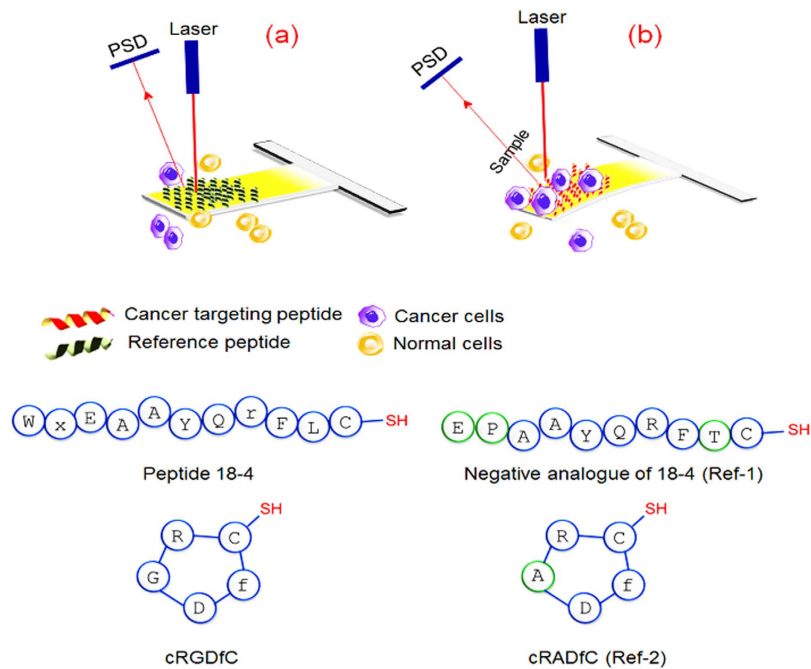 (a)
PSD
Laser
(b)
PSD
Laser
Sample
Cancer targeting peptide
Reference peptide
Cancer cells
Normal cells
W x E A A Y Q r F L C SH
Peptide 18-4
E P A A Y Q R F T C SH
Negative analogue of 18-4 (Ref-1)
SH
R C
G f
D
cRGDfC
SH
R C
A f
D
cRADfC (Ref-2)